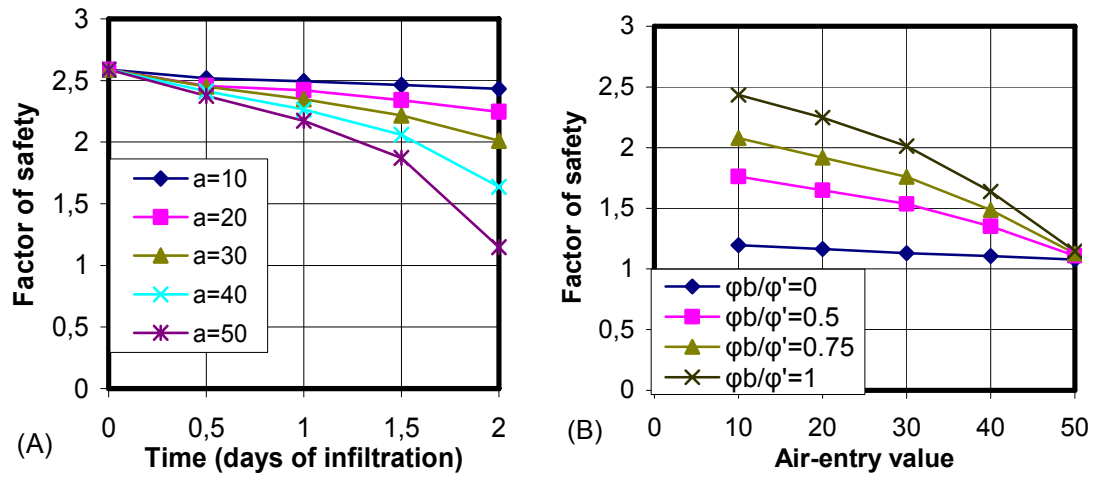 3
2,5
2
1,5
1
0,5
0
Factor of safety
a=10
a=20
a=30
a=40
a=50
0 0,5 1 1,5 2
Time (days of infiltration)
(A)
3
2,5
2
1,5
1
0,5
0
Factor of safety
φb/φ'=0
φb/φ'=0.5
φb/φ'=0.75
φb/φ'=1
0 10 20 30 40 50
Air-entry value
(B)